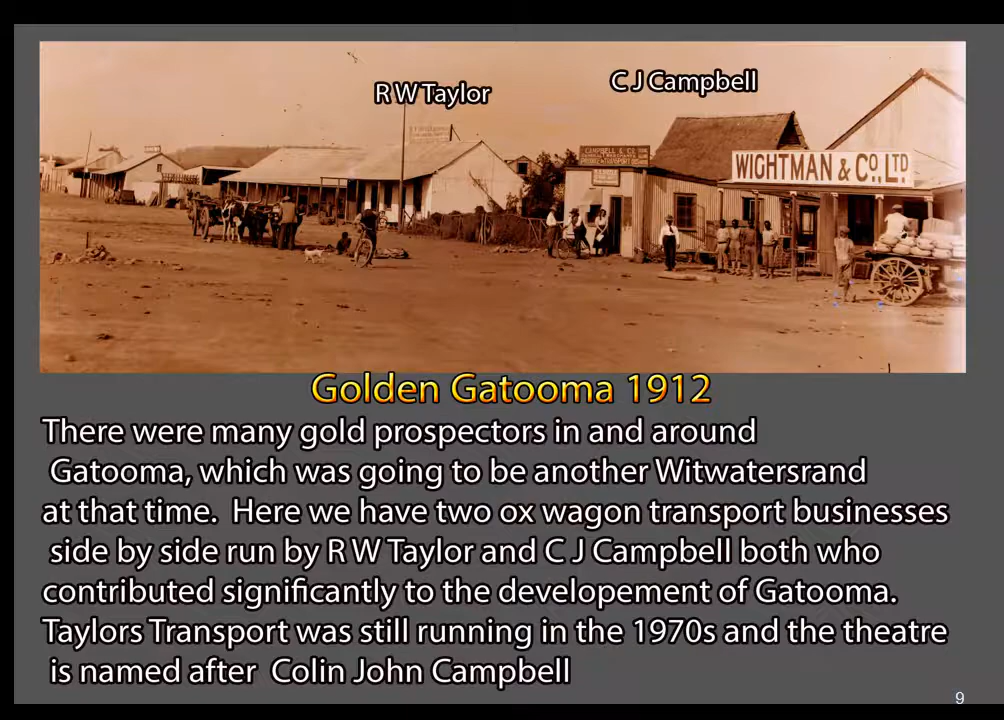 R W Taylor
C J Campbell
CAMPBELL & CO.
WIGHTMAN & CO., LTD
Golden Gatooma 1912
There were many gold prospectors in and around
Gatooma, which was going to be another Witwatersrand
at that time. Here we have two ox wagon transport businesses
side by side run by R W Taylor and C J Campbell both who
contributed significantly to the developement of Gatooma.
Taylors Transport was still running in the 1970s and the theatre
is named after Colin John Campbell
9